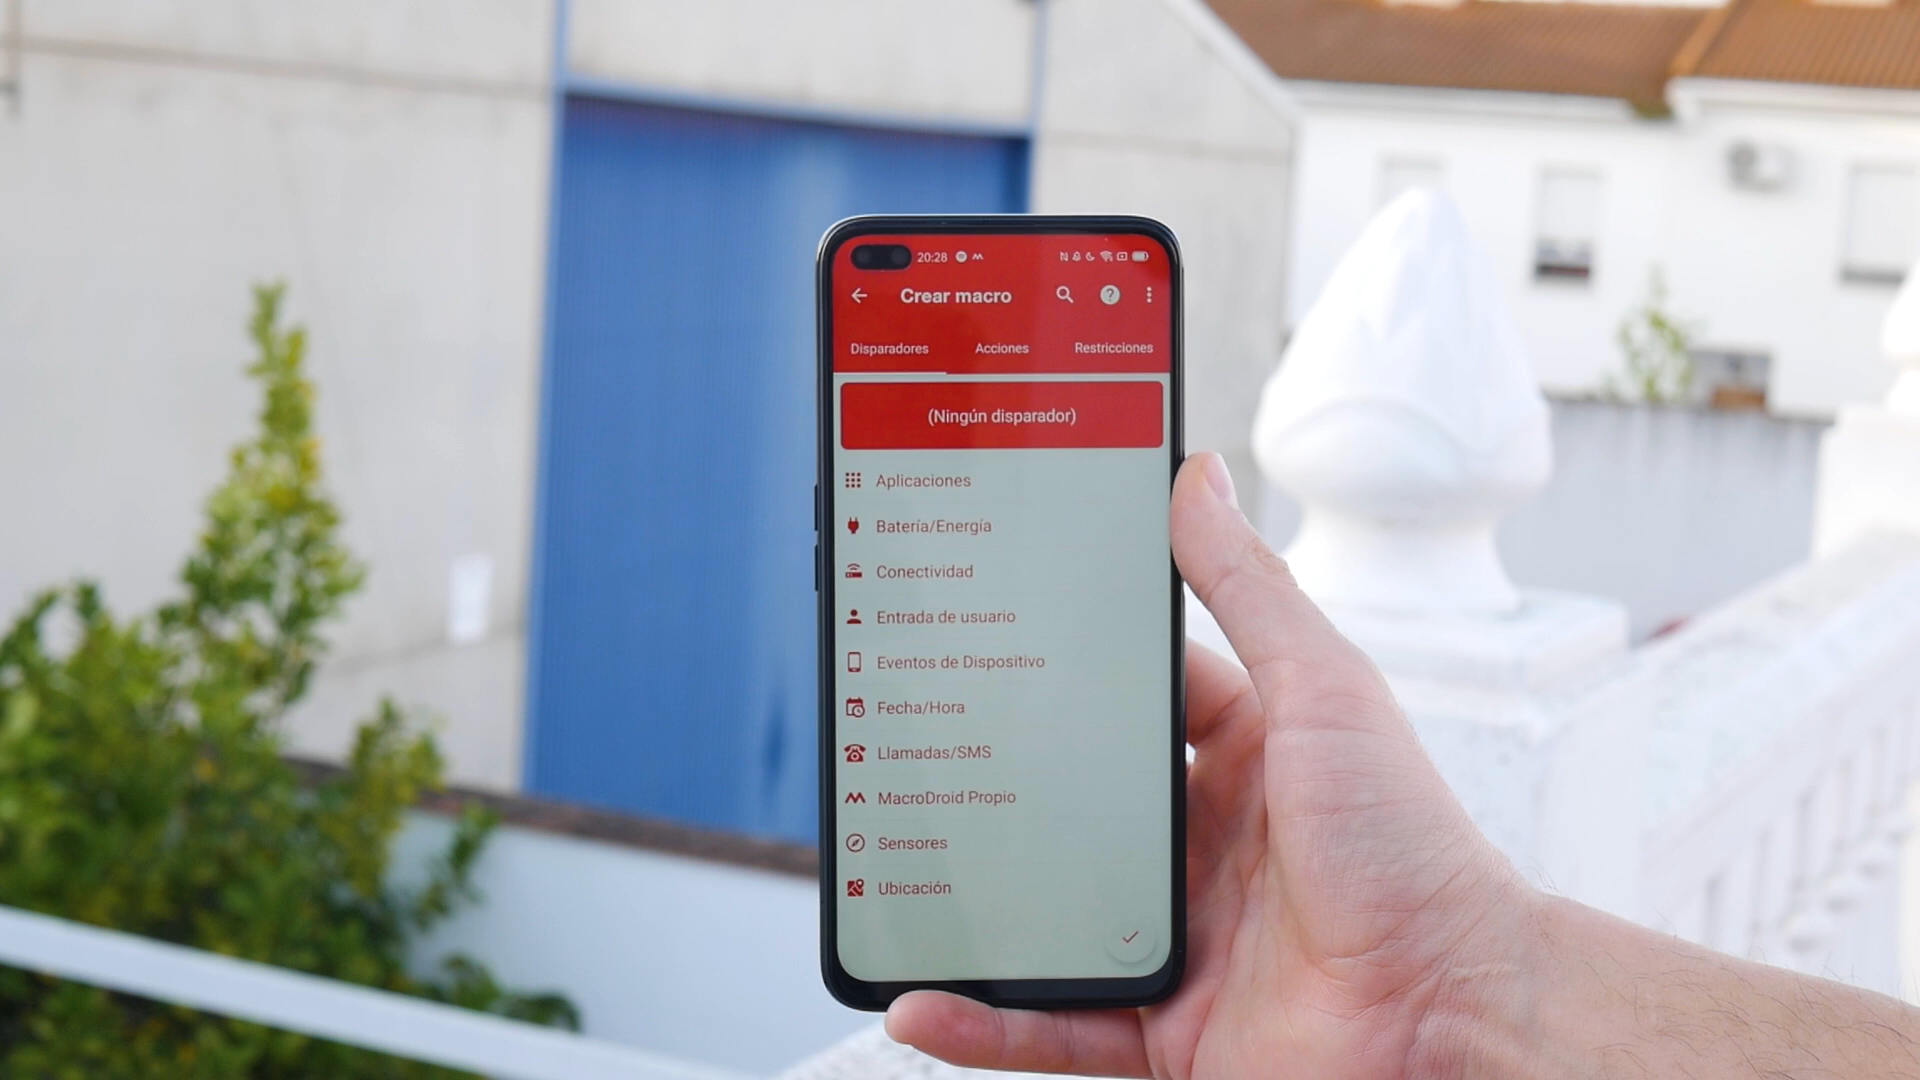 20:28
Crear macro
Disparadores Acciones Restricciones
(Ningún disparador)
Aplicaciones
Batería/Energía
Conectividad
Entrada de usuario
Eventos de Dispositivo
Fecha/Hora
Llamadas/SMS
MacroDroid Propio
Sensores
Ubicación